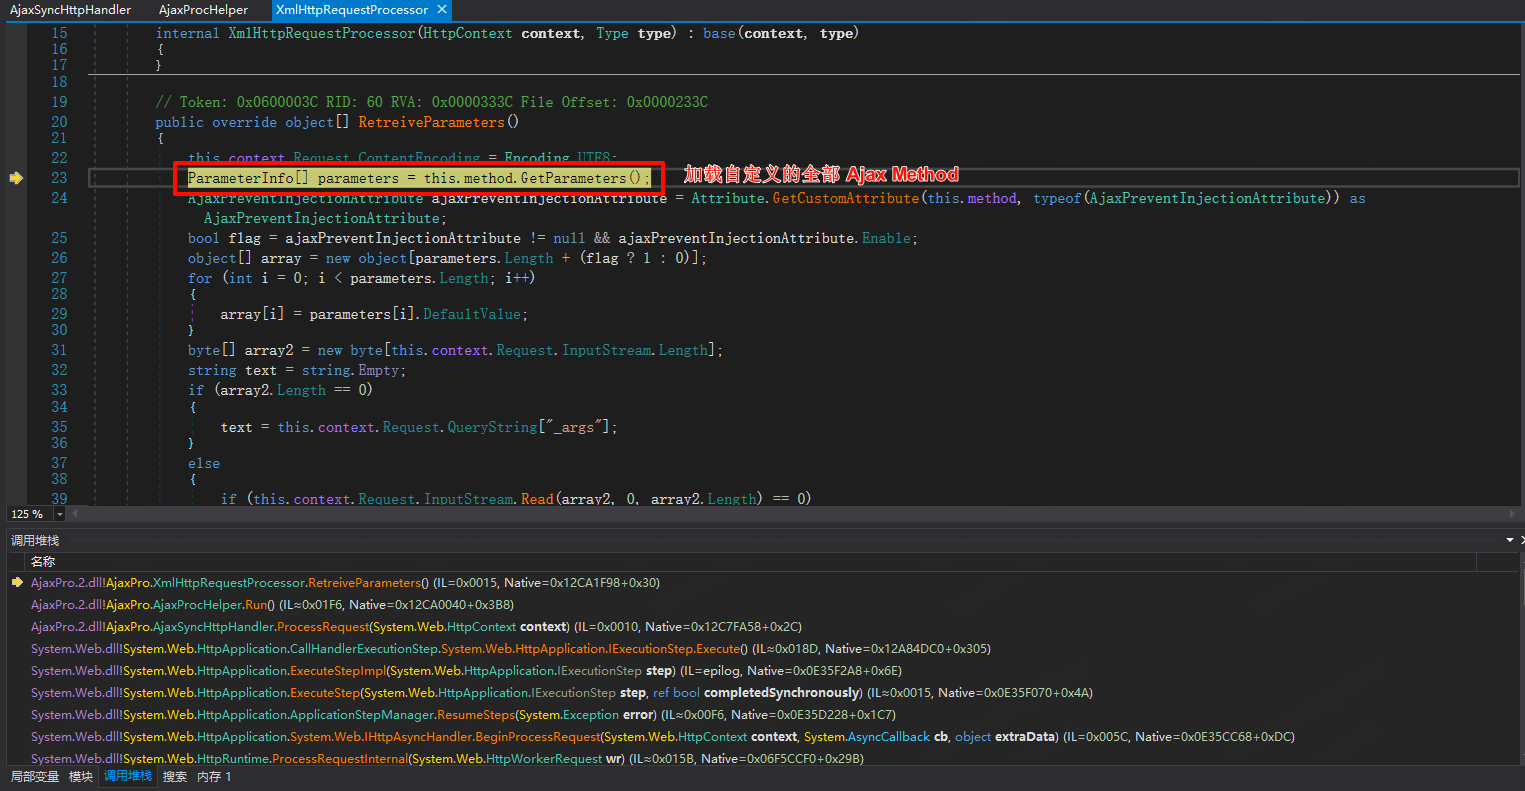 AjaxSyncHttpHandler AjaxProcHelper XmlHttpRequestProcessor ✕
15 internal XmlHttpRequestProcessor(HttpContext context, Type type) : base(context, type)
16 {
17 }
18
19 // Token: 0x0600003C RID: 60 RVA: 0x0000333C File Offset: 0x0000233C
20 public override object[] RetreiveParameters()
21 {
22 this.context.Request.ContentEncoding = Encoding.UTF8;
23 ParameterInfo[] parameters = this.method.GetParameters(); 加载自定义的全部 Ajax Method
24 AjaxPreventInjectionAttribute ajaxPreventInjectionAttribute = Attribute.GetCustomAttribute(this.method, typeof(AjaxPreventInjectionAttribute)) as
AjaxPreventInjectionAttribute;
25 bool flag = ajaxPreventInjectionAttribute != null && ajaxPreventInjectionAttribute.Enable;
26 object[] array = new object[parameters.Length + (flag ? 1 : 0)];
27 for (int i = 0; i < parameters.Length; i++)
28 {
29 array[i] = parameters[i].DefaultValue;
30 }
31 byte[] array2 = new byte[this.context.Request.InputStream.Length];
32 string text = string.Empty;
33 if (array2.Length == 0)
34 {
35 text = this.context.Request.QueryString["_args"];
36 }
37 else
38 {
39 if (this.context.Request.InputStream.Read(array2, 0, array2.Length) == 0)
125 %
调用堆栈
名称
AjaxPro.2.dll!AjaxPro.XmlHttpRequestProcessor.RetreiveParameters() (IL=0x0015, Native=0x12CA1F98+0x30)
AjaxPro.2.dll!AjaxPro.AjaxProcHelper.Run() (IL≈0x01F6, Native=0x12CA0040+0x3B8)
AjaxPro.2.dll!AjaxPro.AjaxSyncHttpHandler.ProcessRequest(System.Web.HttpContext context) (IL=0x0010, Native=0x12C7FA58+0x2C)
System.Web.dll!System.Web.HttpApplication.CallHandlerExecutionStep.System.Web.HttpApplication.IExecutionStep.Execute() (IL≈0x018D, Native=0x12A84DC0+0x305)
System.Web.dll!System.Web.HttpApplication.ExecuteStepImpl(System.Web.HttpApplication.IExecutionStep step) (IL=epilog, Native=0x0E35F2A8+0x6E)
System.Web.dll!System.Web.HttpApplication.ExecuteStep(System.Web.HttpApplication.IExecutionStep step, ref bool completedSynchronously) (IL≈0x0015, Native=0x0E35F070+0x4A)
System.Web.dll!System.Web.HttpApplication.ApplicationStepManager.ResumeSteps(System.Exception error) (IL≈0x00F6, Native=0x0E35D228+0x1C7)
System.Web.dll!System.Web.HttpApplication.System.Web.IHttpAsyncHandler.BeginProcessRequest(System.Web.HttpContext context, System.AsyncCallback cb, object extraData) (IL=0x005C, Native=0x0E35CC68+0xDC)
System.Web.dll!System.Web.HttpRuntime.ProcessRequestInternal(System.Web.HttpWorkerRequest wr) (IL≈0x015B, Native=0x06F5CCF0+0x29B)
局部变量 模块 调用堆栈 搜索 内存 1